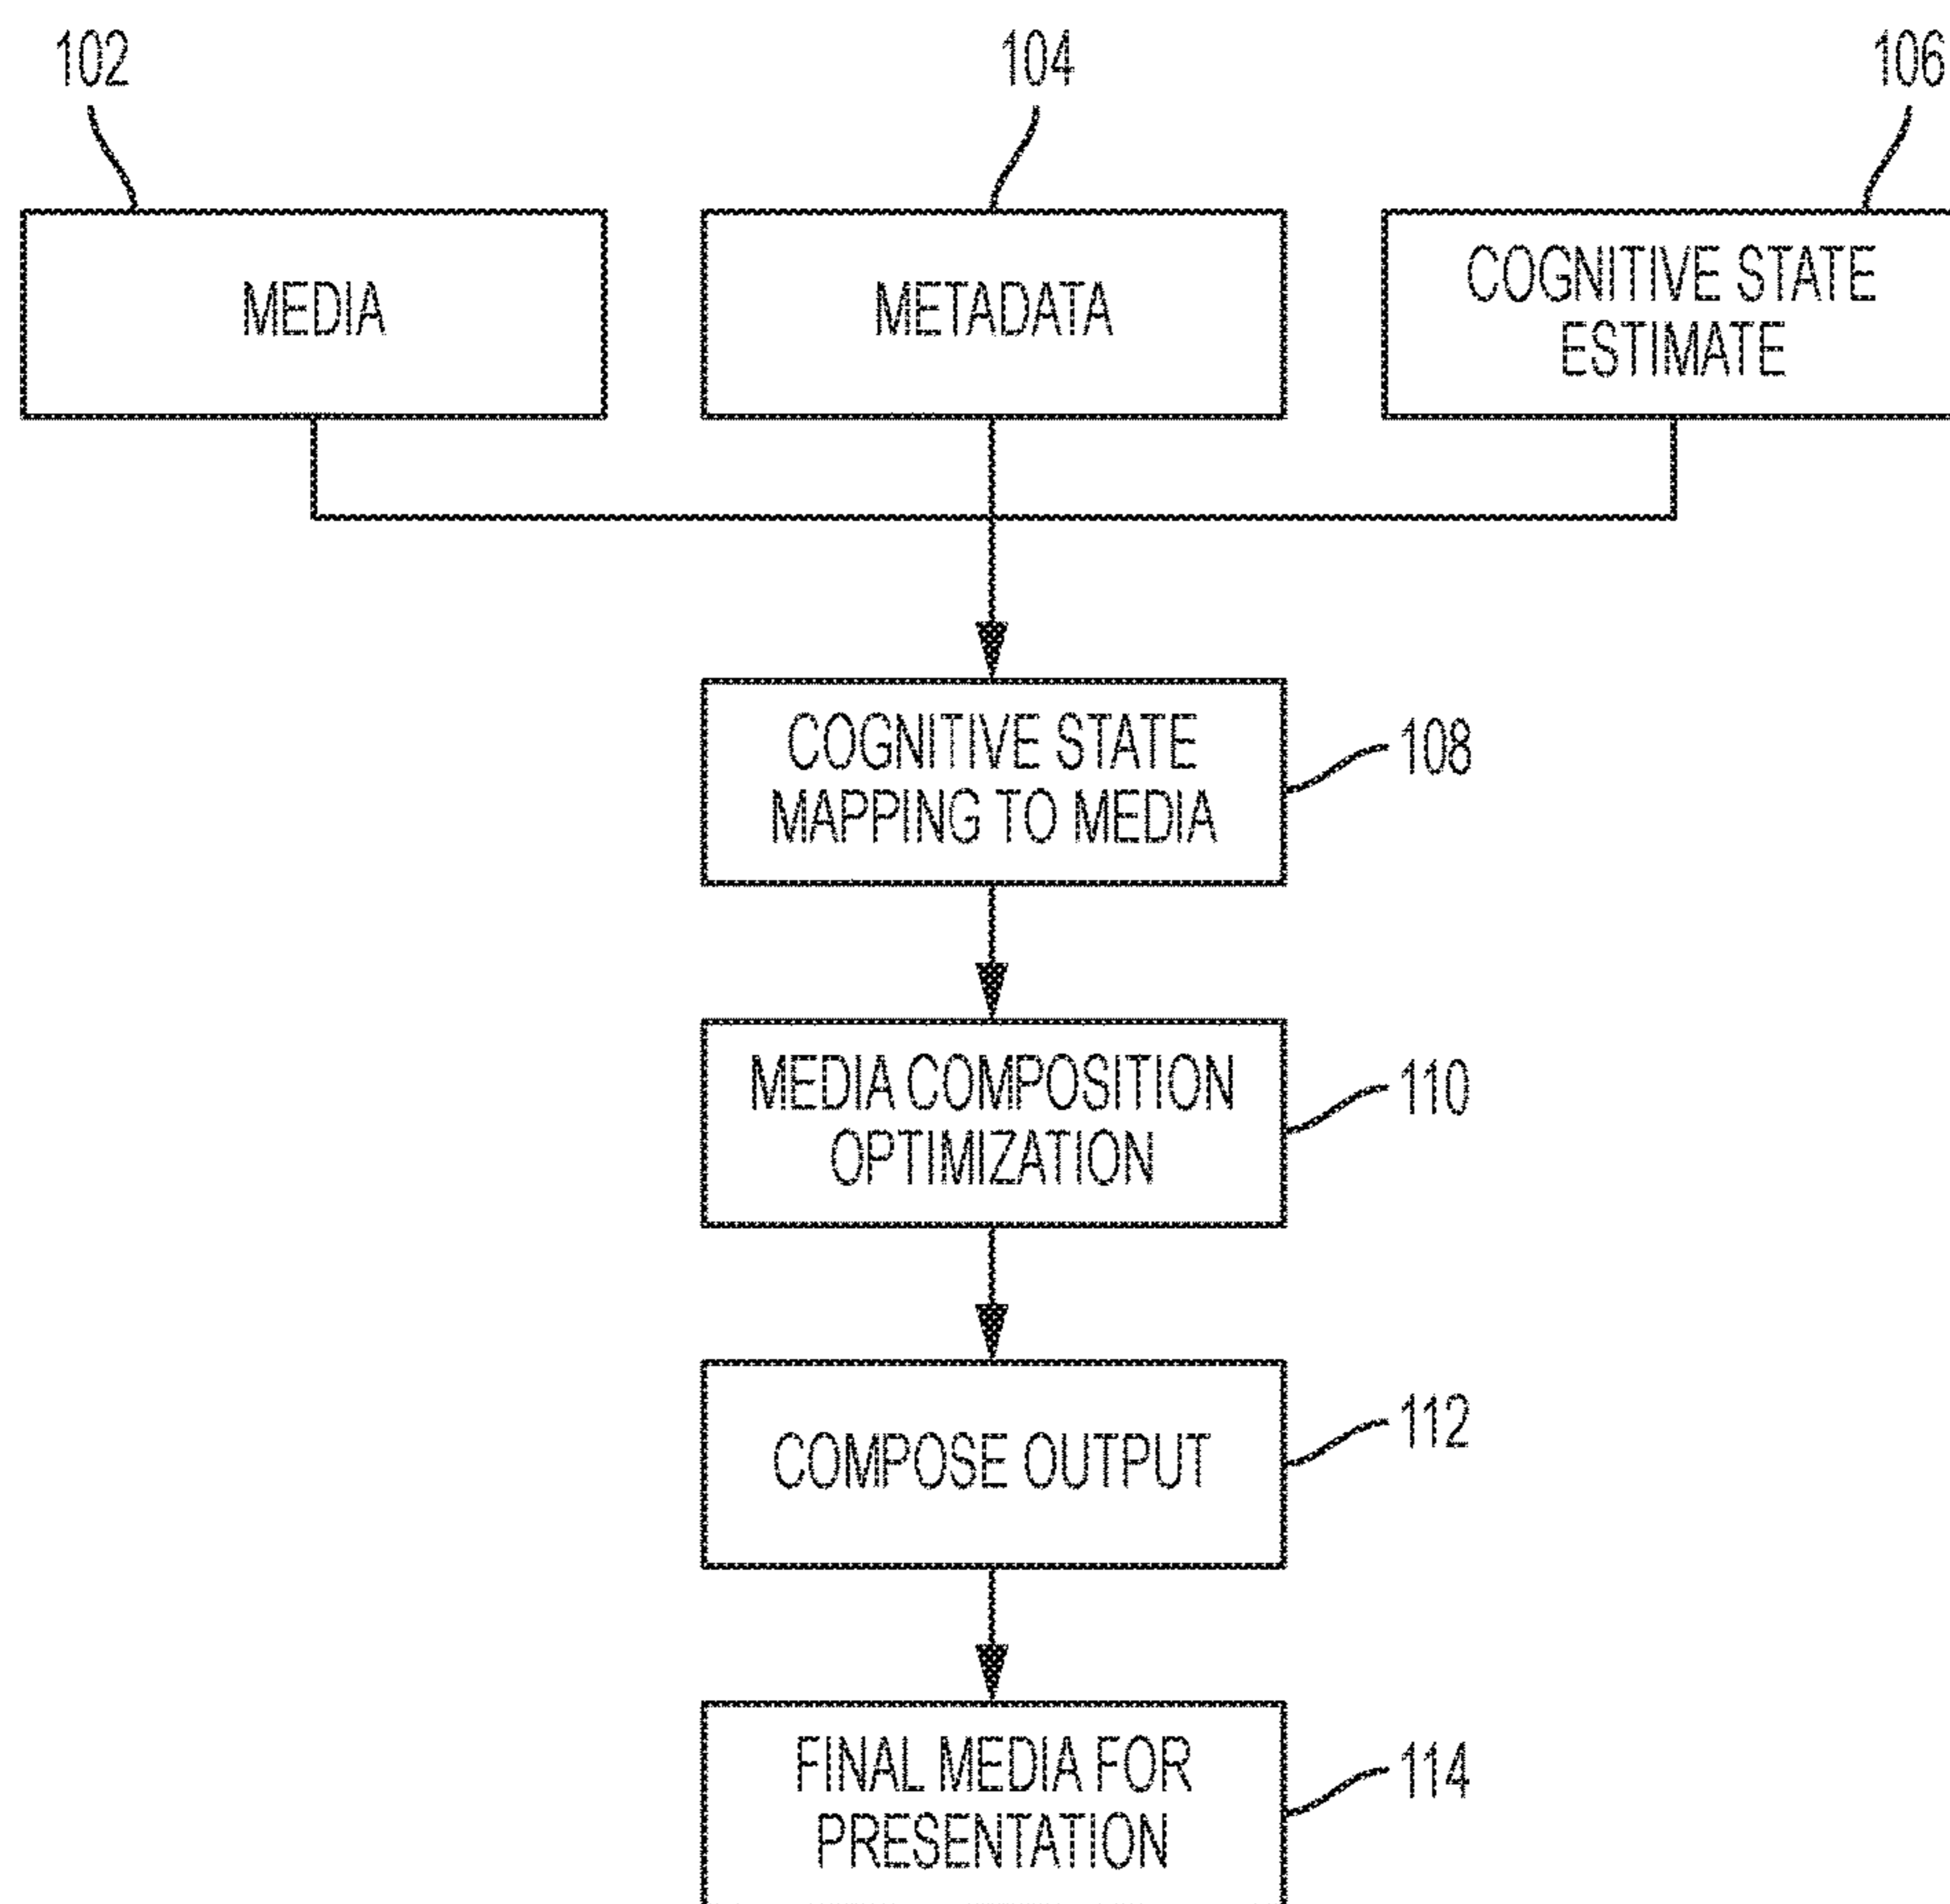 102
104
106
MEDIA
METADATA
COGNITIVE STATE
ESTIMATE
COGNITIVE STATE
MAPPING TO MEDIA
108
MEDIA COMPOSITION
OPTIMIZATION
110
COMPOSE OUTPUT
112
FINAL MEDIA FOR
PRESENTATION
114